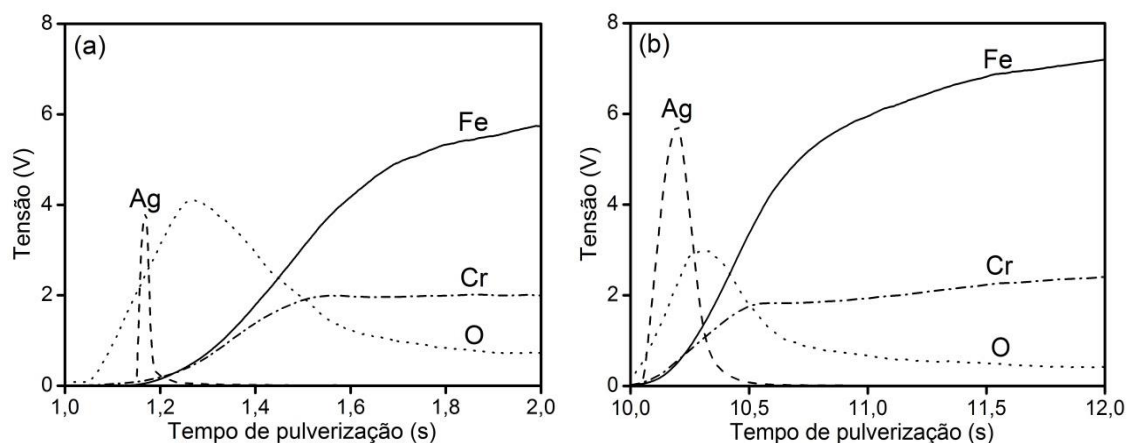 (a)
Tensão (V)
8
6
4
2
0
Fe
Ag
Cr
O
1,0 1,2 1,4 1,6 1,8 2,0
Tempo de pulverização (s)
(b)
Tensão (V)
8
6
4
2
0
Fe
Ag
Cr
O
10,0 10,5 11,0 11,5 12,0
Tempo de pulverização (s)